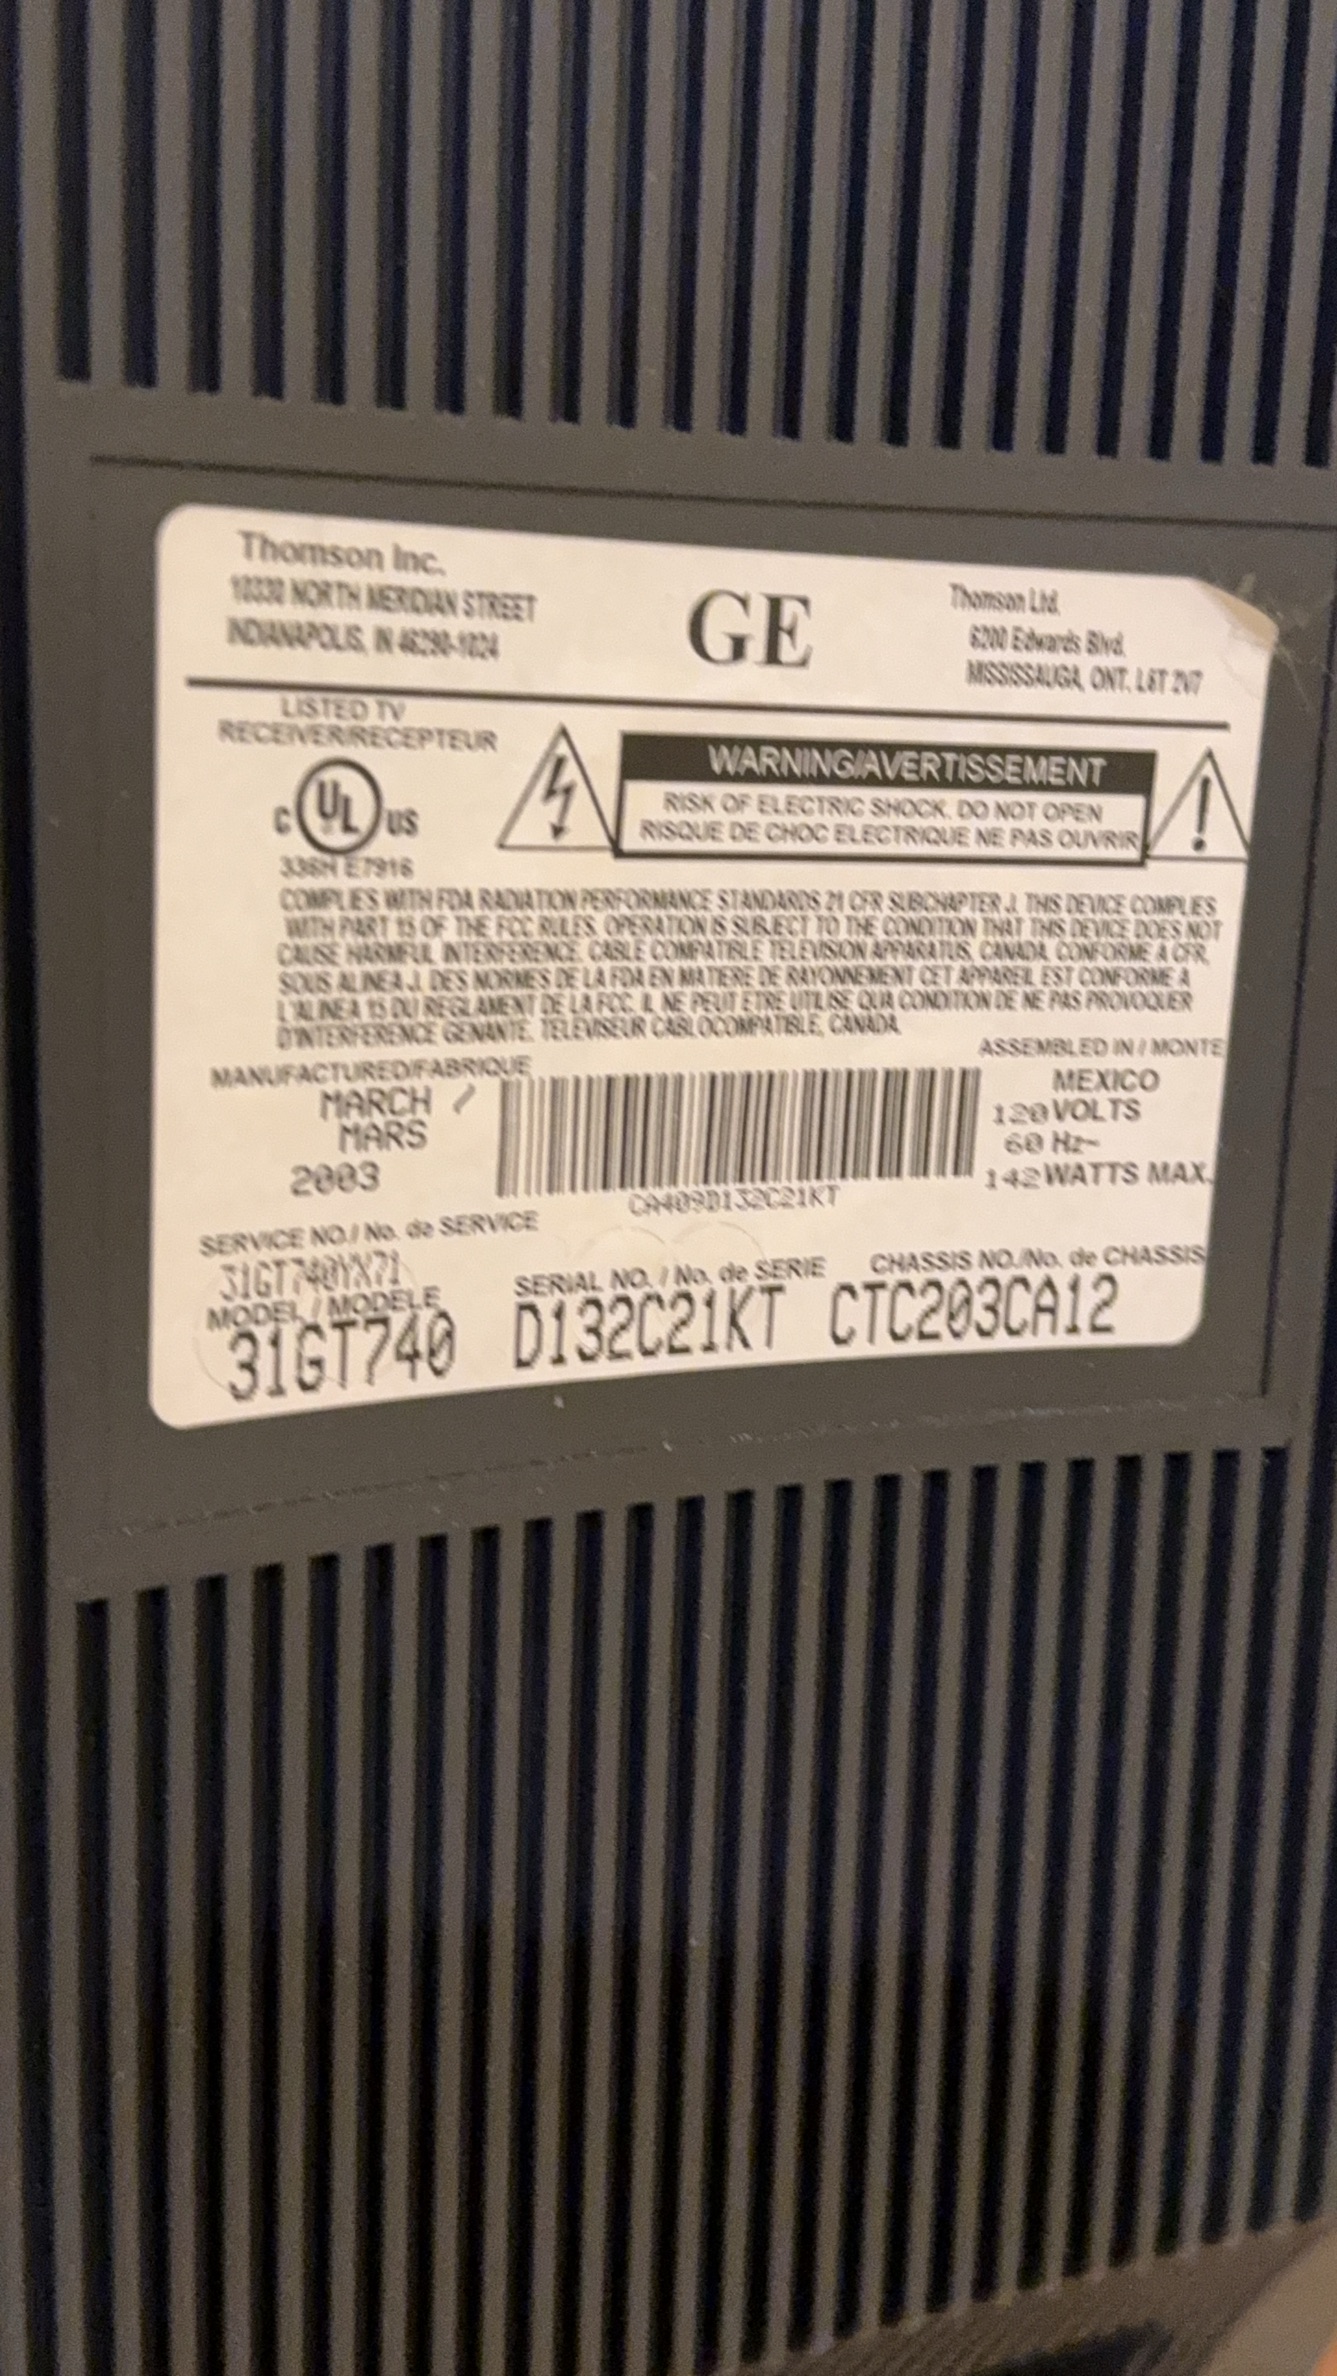 Thomson Inc.
10330 NORTH MERIDIAN STREET
INDIANAPOLIS, IN 46290-1024
GE
Thomson Ltd.
6200 Edwards Blvd.
MISSISSAUGA, ONT. L5T 2V7
LISTED TV
RECEIVER/RECEPTEUR
C UL US
336H E7916
WARNING/AVERTISSEMENT
RISK OF ELECTRIC SHOCK. DO NOT OPEN
RISQUE DE CHOC ELECTRIQUE NE PAS OUVRIR
COMPLIES WITH FDA RADIATION PERFORMANCE STANDARDS 21 CFR SUBCHAPTER J. THIS DEVICE COMPLIES
WITH PART 15 OF THE FCC RULES. OPERATION IS SUBJECT TO THE CONDITION THAT THIS DEVICE DOES NOT
CAUSE HARMFUL INTERFERENCE. CABLE COMPATIBLE TELEVISION APPARATUS, CANADA. CONFORME A CFR,
SOUS ALINEA J. DES NORMES DE LA FDA EN MATIERE DE RAYONNEMENT CET APPAREIL EST CONFORME A
L'ALINEA 15 DU REGLAMENT DE LA FCC. IL NE PEUT ETRE UTILISE QU'A CONDITION DE NE PAS PROVOQUER
D'INTERFERENCE GENANTE. TELEVISEUR CABLOCOMPATIBLE, CANADA.
MANUFACTURED/FABRIQUE
MARCH /
MARS
2003
CA409D132C21KT
ASSEMBLED IN / MONTE
MEXICO
120 VOLTS
60 Hz~
142 WATTS MAX.
SERVICE NO./ No. de SERVICE
31GT740YX71
MODEL / MODELE
31GT740
SERIAL NO. / No. de SERIE
D132C21KT
CHASSIS NO./No. de CHASSIS
CTC203CA12